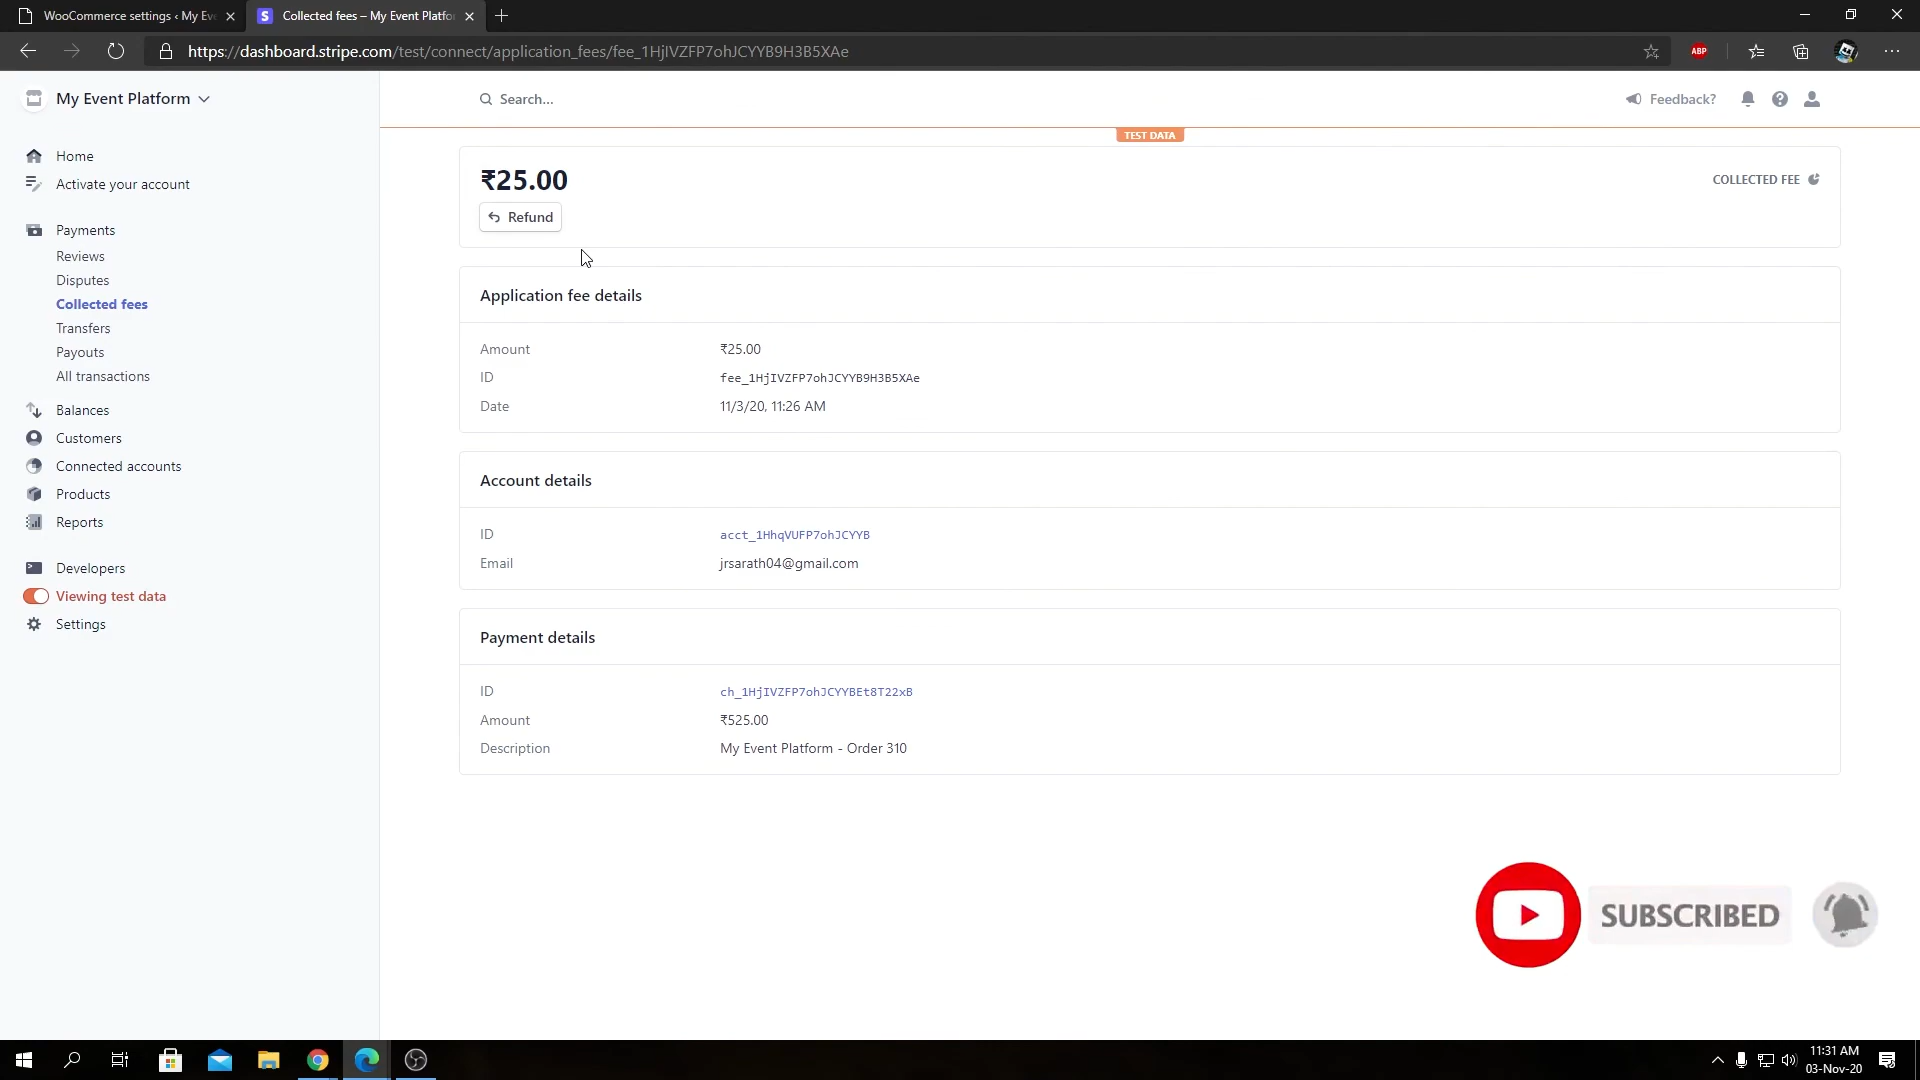 WooCommerce settings ‹ My Eve
Collected fees – My Event Platfo
https://dashboard.stripe.com/test/connect/application_fees/fee_1HjIVZFP7ohJCYYB9H3B5XAe
ABP
My Event Platform
Search...
Feedback?
TEST DATA
Home
Activate your account
Payments
Reviews
Disputes
Collected fees
Transfers
Payouts
All transactions
Balances
Customers
Connected accounts
Products
Reports
Developers
Viewing test data
Settings
₹25.00
COLLECTED FEE
Refund
Application fee details
Amount ₹25.00
ID fee_1HjIVZFP7ohJCYYB9H3B5XAe
Date 11/3/20, 11:26 AM
Account details
ID acct_1HhqVUFP7ohJCYYB
Email jrsarath04@gmail.com
Payment details
ID ch_1HjIVZFP7ohJCYYBEt8T22xB
Amount ₹525.00
Description My Event Platform - Order 310
SUBSCRIBED
11:31 AM
03-Nov-20